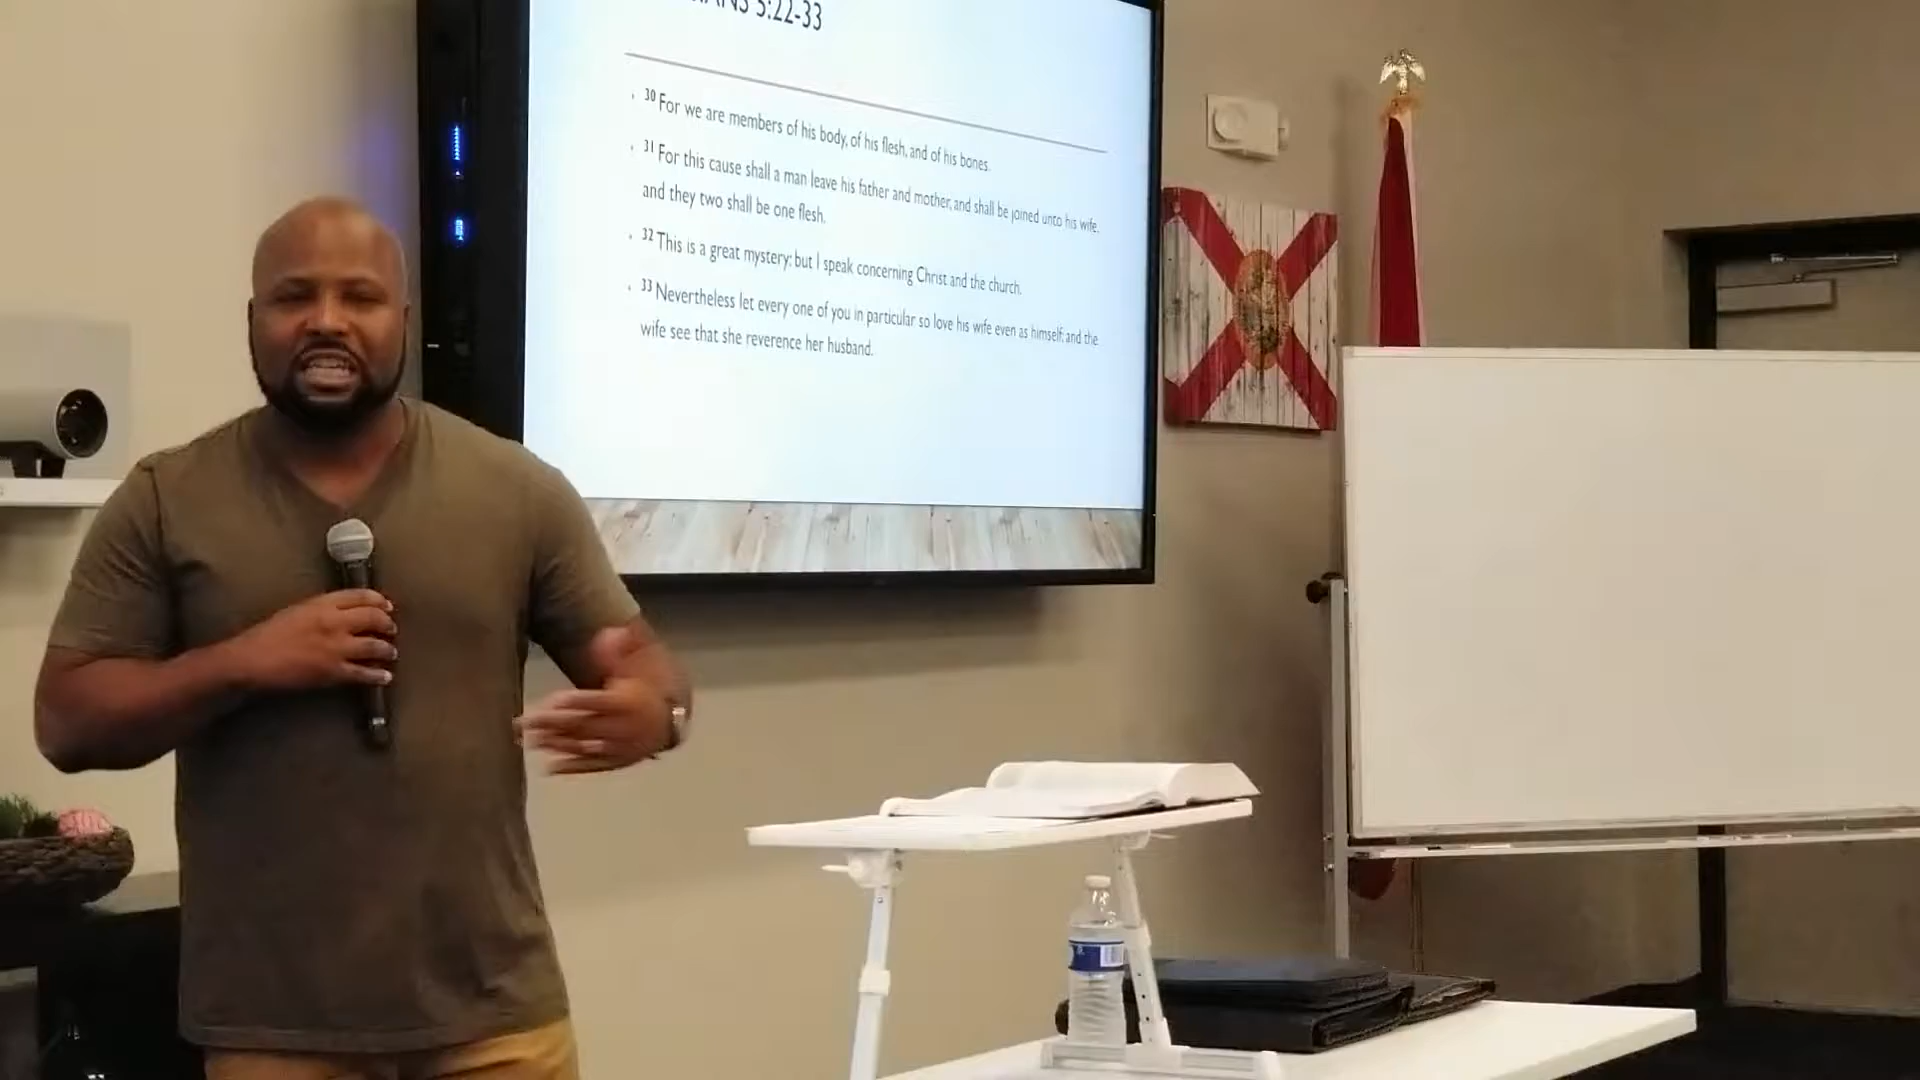 5:22-33
30 For we are members of his body, of his flesh, and of his bones.
31 For this cause shall a man leave his father and mother, and shall be joined unto his wife,
and they two shall be one flesh.
32 This is a great mystery: but I speak concerning Christ and the church.
33 Nevertheless let every one of you in particular so love his wife even as himself; and the
wife see that she reverence her husband.